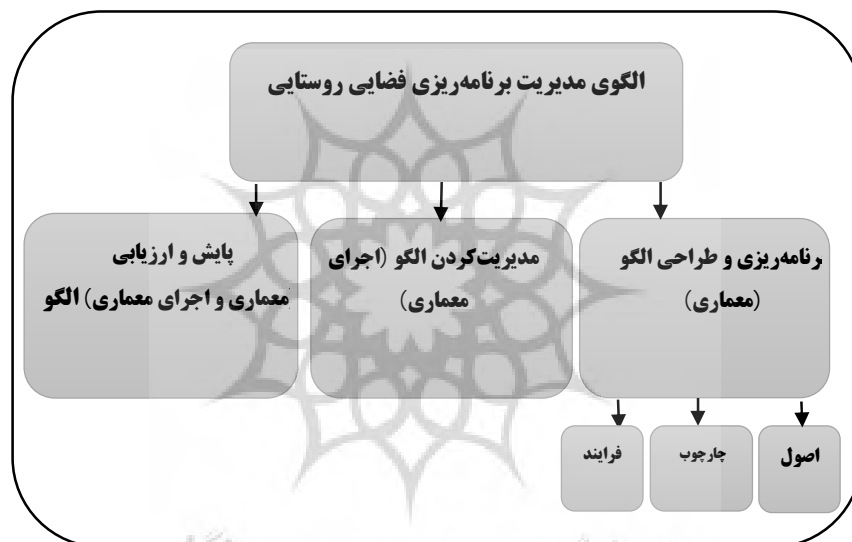 الگوی مدیریت برنامه‌ریزی فضایی روستایی
برنامه‌ریزی و طراحی الگو
(معماری)
مدیریت‌کردن الگو (اجرای
معماری)
پایش و ارزیابی
معماری و اجرای معماری) الگو
اصول
چارچوب
فرایند